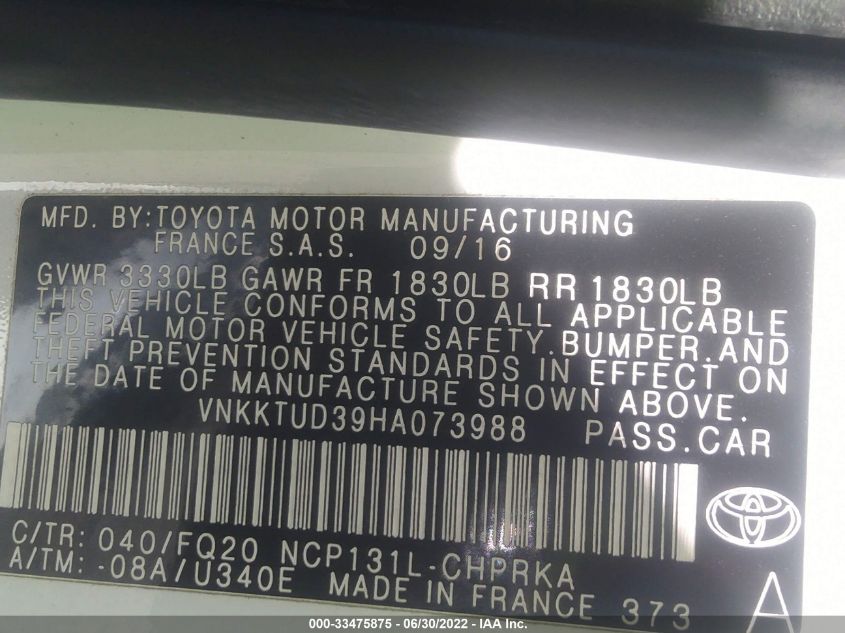 MFD. BY:TOYOTA MOTOR MANUFACTURING
FRANCE S.A.S. 09/16
GVWR 3330LB GAWR FR 1830LB RR 1830LB
THIS VEHICLE CONFORMS TO ALL APPLICABLE
FEDERAL MOTOR VEHICLE SAFETY.BUMPER.AND
THEFT PREVENTION STANDARDS IN EFFECT ON
THE DATE OF MANUFACTURE SHOWN ABOVE.
VNKKTUD39HA073988 PASS.CAR
C/TR: 040/FQ20 NCP131L-CHPRKA
A/TM: -08A/U340E MADE IN FRANCE 373 A
000-33475875 - 06/30/2022 - IAA Inc.